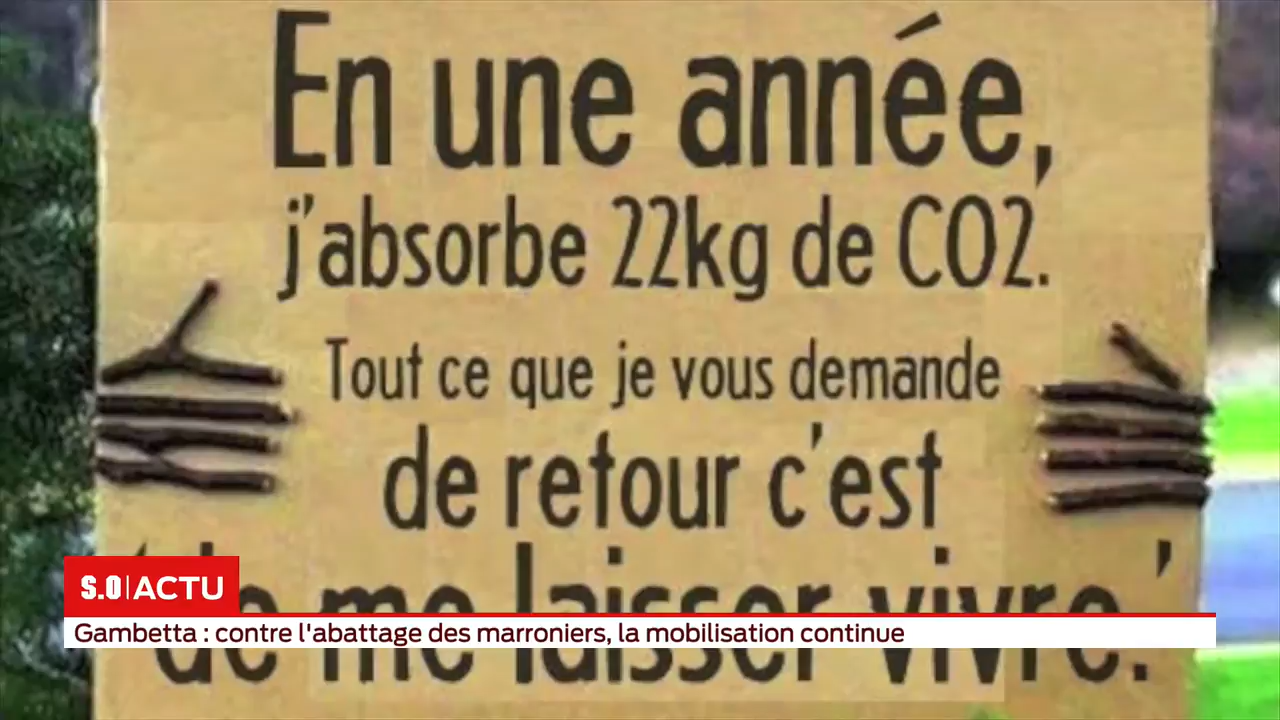 En une année,
j'absorbe 22kg de CO2.
Tout ce que je vous demande
de retour c'est
'de me laisser vivre.'
S.O ACTU
Gambetta : contre l'abattage des marroniers, la mobilisation continue